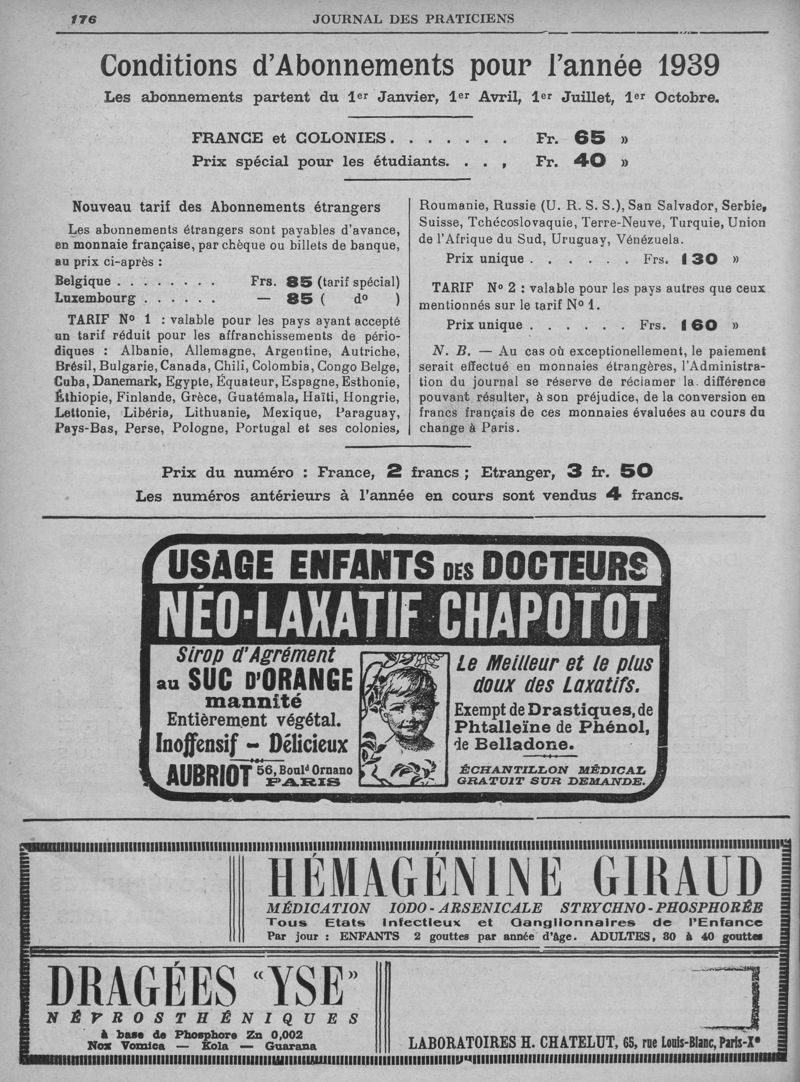 176 JOURNAL DES PRATICIENS
Conditions d'Abonnements pour l'année 1939
Les abonnements partent du 1er Janvier, 1er Avril, 1er Juillet, 1er Octobre.
FRANCE et COLONIES. . . . . . . Fr. 65 »
Prix spécial pour les étudiants. . . , Fr. 40 »
Nouveau tarif des Abonnements étrangers
Les abonnements étrangers sont payables d'avance,
en monnaie française, par chèque ou billets de banque,
au prix ci-après :
Belgique . . . . . . . . Frs. 85 (tarif spécial)
Luxembourg . . . . . . — 85 ( do )
TARIF No 1 : valable pour les pays ayant accepté
un tarif réduit pour les affranchissements de pério-
diques : Albanie, Allemagne, Argentine, Autriche,
Brésil, Bulgarie, Canada, Chili, Colombia, Congo Belge,
Cuba, Danemark, Egypte, Équateur, Espagne, Esthonie,
Éthiopie, Finlande, Grèce, Guatémala, Haïti, Hongrie,
Lettonie, Libéria, Lithuanie, Mexique, Paraguay,
Pays-Bas, Perse, Pologne, Portugal et ses colonies,
Roumanie, Russie (U. R. S. S.), San Salvador, Serbie,
Suisse, Tchécoslovaquie, Terre-Neuve, Turquie, Union
de l'Afrique du Sud, Uruguay, Vénézuela.
Prix unique . . . . . . Frs. 130 »
TARIF No 2 : valable pour les pays autres que ceux
mentionnés sur le tarif No 1.
Prix unique . . . . . . Frs. 160 »
N. B. — Au cas où exceptionellement, le paiement
serait effectué en monnaies étrangères, l'Administra-
tion du journal se réserve de réclamer la. différence
pouvant résulter, à son préjudice, de la conversion en
francs français de ces monnaies évaluées au cours du
change à Paris.
Prix du numéro : France, 2 francs ; Etranger, 3 fr. 50
Les numéros antérieurs à l'année en cours sont vendus 4 francs.
USAGE ENFANTS DES DOCTEURS
NÉO-LAXATIF CHAPOTOT
Sirop d'Agrément
au SUC D'ORANGE
mannité
Entièrement végétal.
Inoffensif - Délicieux
AUBRIOT 56, Bould Ornano
PARIS
Le Meilleur et le plus
doux des Laxatifs.
Exempt de Drastiques, de
Phtalleïne de Phénol,
de Belladone.
ÉCHANTILLON MÉDICAL
GRATUIT SUR DEMANDE.
HÉMAGÉNINE GIRAUD
MÉDICATION IODO-ARSENICALE STRYCHNO-PHOSPHORÉE
Tous Etats Infectieux et Ganglionnaires de l'Enfance
Par jour : ENFANTS 2 gouttes par année d'âge. ADULTES, 30 à 40 gouttes
DRAGÉES "YSE"
NÉVROSTHÉNIQUES
à base de Phosphore Zn 0,002
Nox Vomica — Kola — Guarana
LABORATOIRES H. CHATELUT, 65, rue Louis-Blanc, Paris-Xe